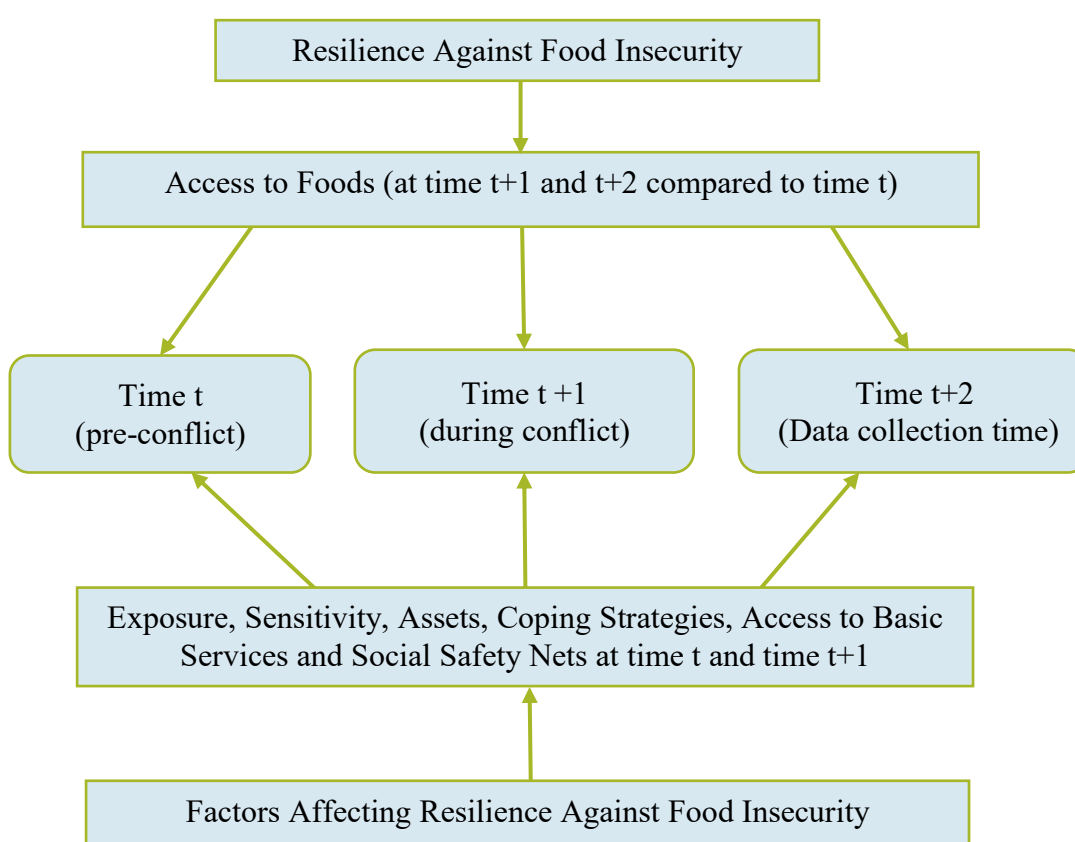 Resilience Against Food Insecurity
Access to Foods (at time t+1 and t+2 compared to time t)
Time t
(pre-conflict)
Time t +1
(during conflict)
Time t+2
(Data collection time)
Exposure, Sensitivity, Assets, Coping Strategies, Access to Basic
Services and Social Safety Nets at time t and time t+1
Factors Affecting Resilience Against Food Insecurity